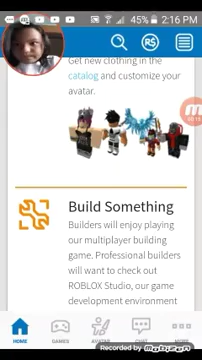 45% 2:16 PM
R$
Get new clothing in the
catalog and customize your
avatar.
Build Something
Builders will enjoy playing
our multiplayer building
game. Professional builders
will want to check out
ROBLOX Studio, our game
development environment
HOME GAMES AVATAR CHAT MORE
Recorded by